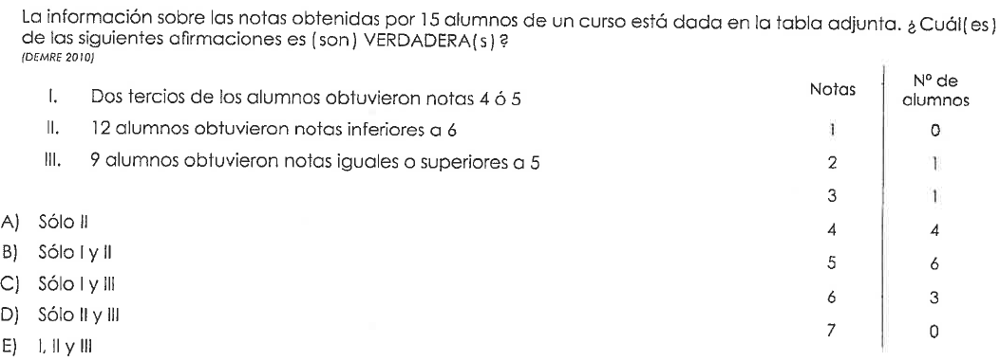 La información sobre las notas obtenidas por 15 alumnos de un curso está dada en la tabla adjunta. ¿Cuál(es)
de las siguientes afirmaciones es (son) VERDADERA(s)?
(DEMRE 2010)
I. Dos tercios de los alumnos obtuvieron notas 4 ó 5
II. 12 alumnos obtuvieron notas inferiores a 6
III. 9 alumnos obtuvieron notas iguales o superiores a 5
A) Sólo II
B) Sólo I y II
C) Sólo I y III
D) Sólo II y III
E) I, II y III
Notas Nº de alumnos
1 0
2 1
3 1
4 4
5 6
6 3
7 0